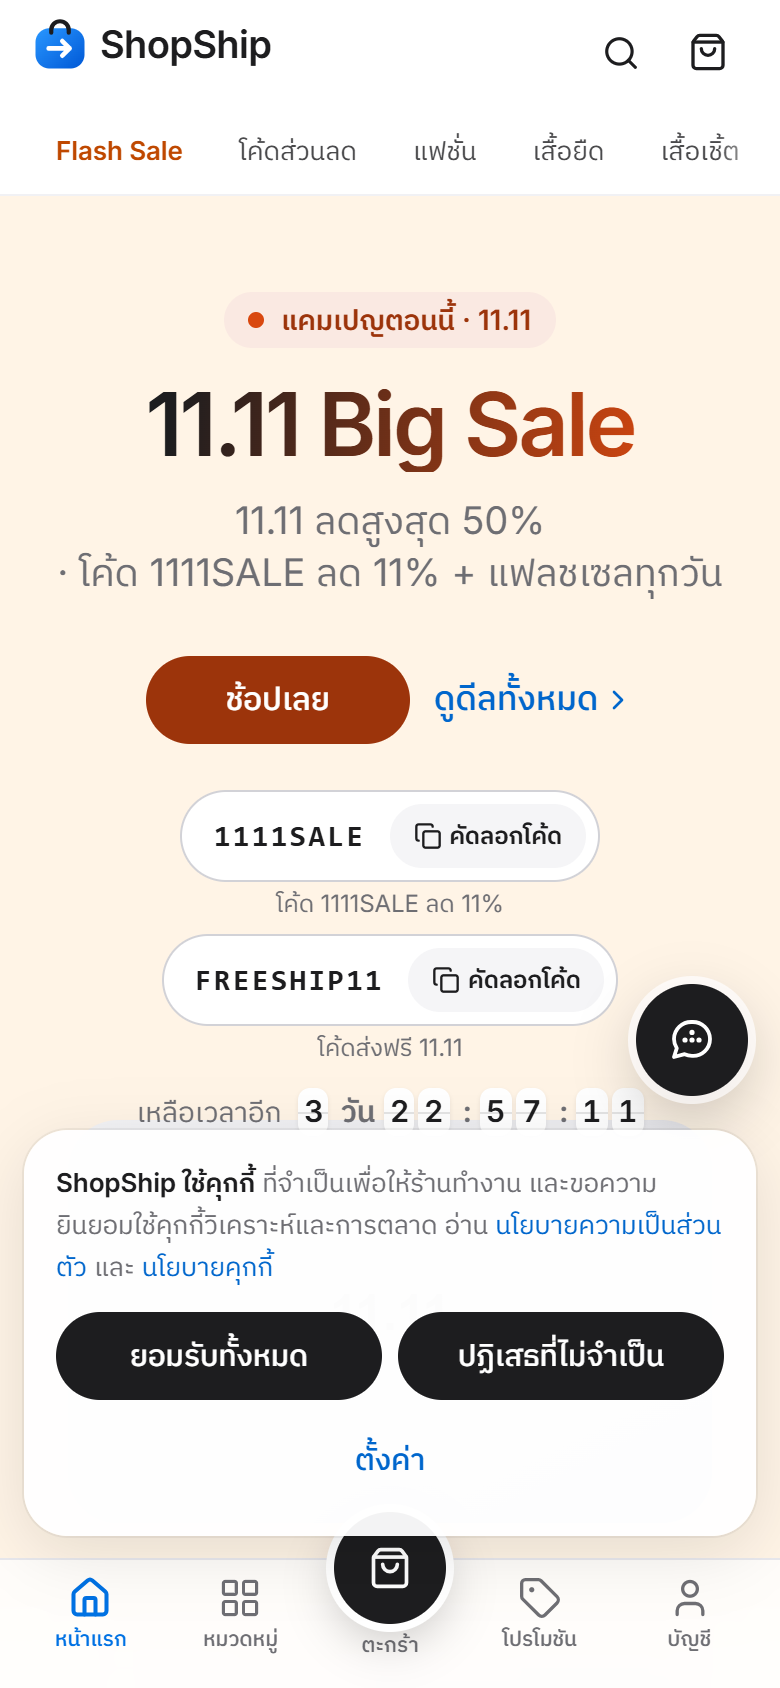 ShopShip
Flash Sale โค้ดส่วนลด แฟชั่น เสื้อยืด เสื้อเชิ้ต
แคมเปญตอนนี้ · 11.11
11.11 Big Sale
11.11 ลดสูงสุด 50%
· โค้ด 1111SALE ลด 11% + แฟลชเซลทุกวัน
ช้อปเลย ดูดีลทั้งหมด
1111SALE คัดลอกโค้ด
โค้ด 1111SALE ลด 11%
FREESHIP11 คัดลอกโค้ด
โค้ดส่งฟรี 11.11
เหลือเวลาอีก 3 วัน 22 : 57 : 11
ShopShip ใช้คุกกี้ ที่จำเป็นเพื่อให้ร้านทำงาน และขอความ
ยินยอมใช้คุกกี้วิเคราะห์และการตลาด อ่าน นโยบายความเป็นส่วน
ตัว และ นโยบายคุกกี้
ยอมรับทั้งหมด ปฏิเสธที่ไม่จำเป็น
ตั้งค่า
หน้าแรก หมวดหมู่ ตะกร้า โปรโมชัน บัญชี